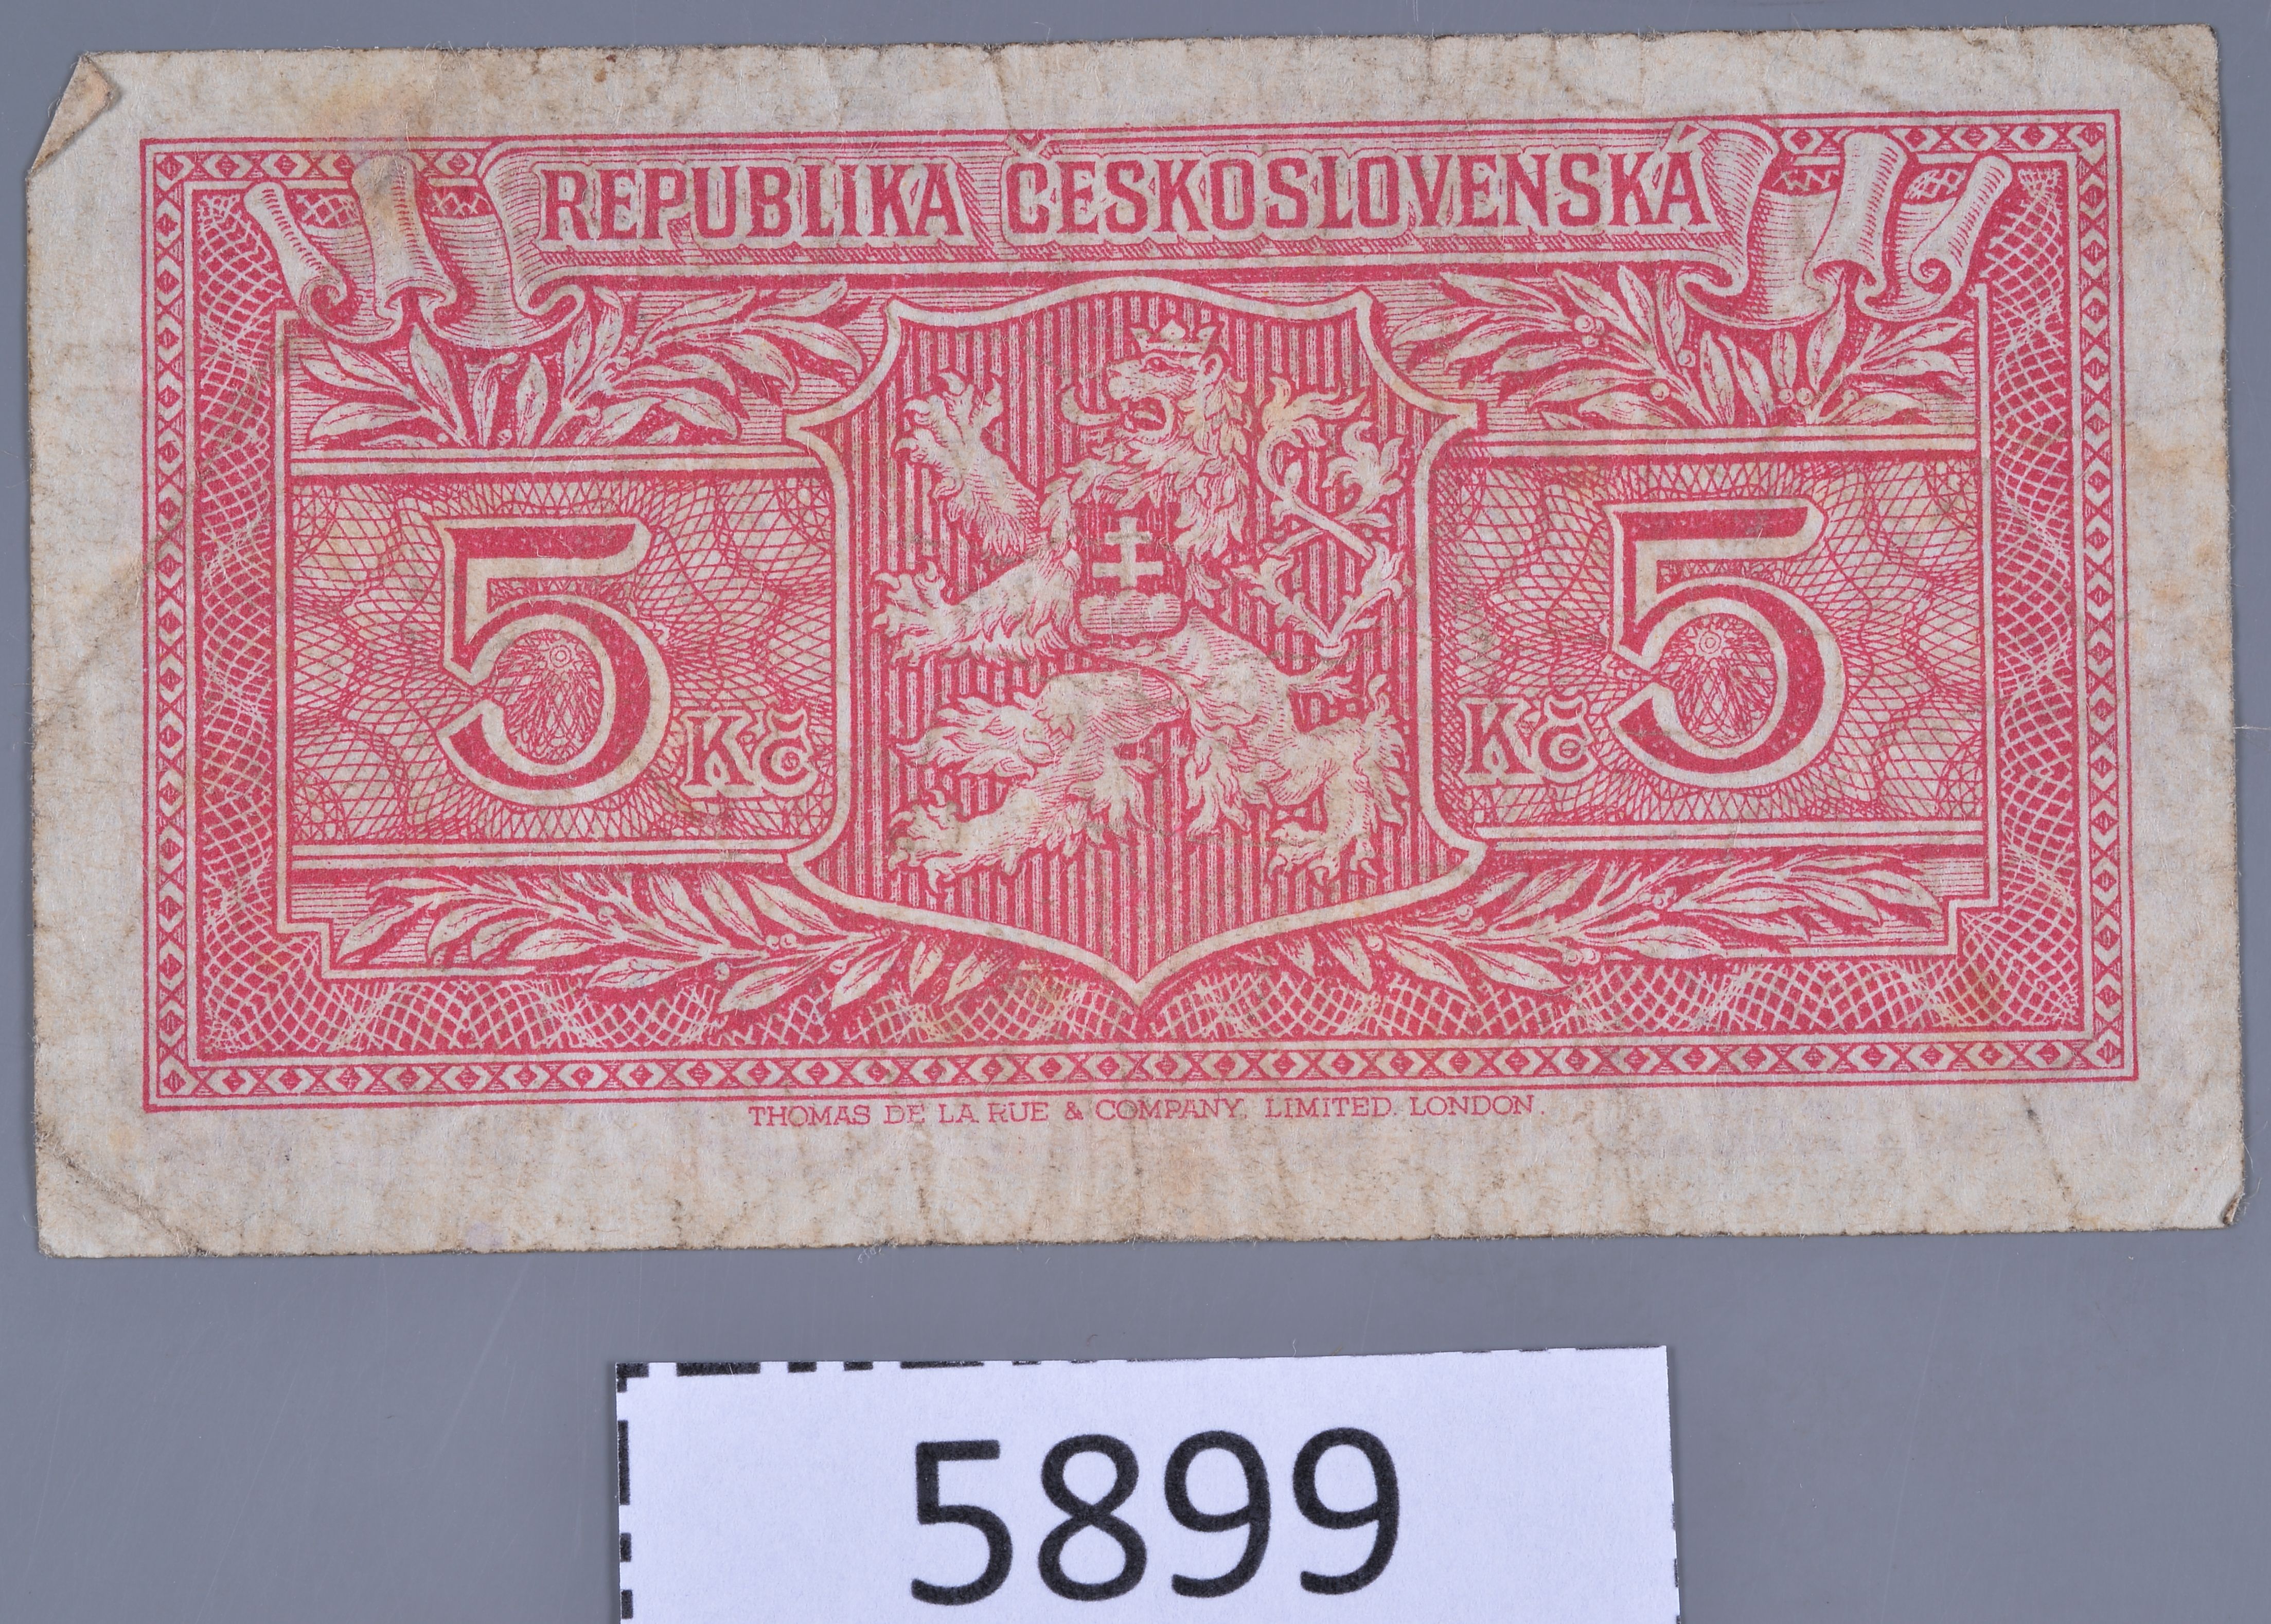 REPUBLIKA ČESKOSLOVENSKÁ
5 Kč
Kč 5
THOMAS DE LA RUE & COMPANY, LIMITED. LONDON.
5899